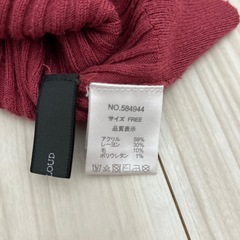 NO.584944
サイズ FREE
品質表示
アクリル 59%
レーヨン 30%
毛 10%
ポリウレタン 1%